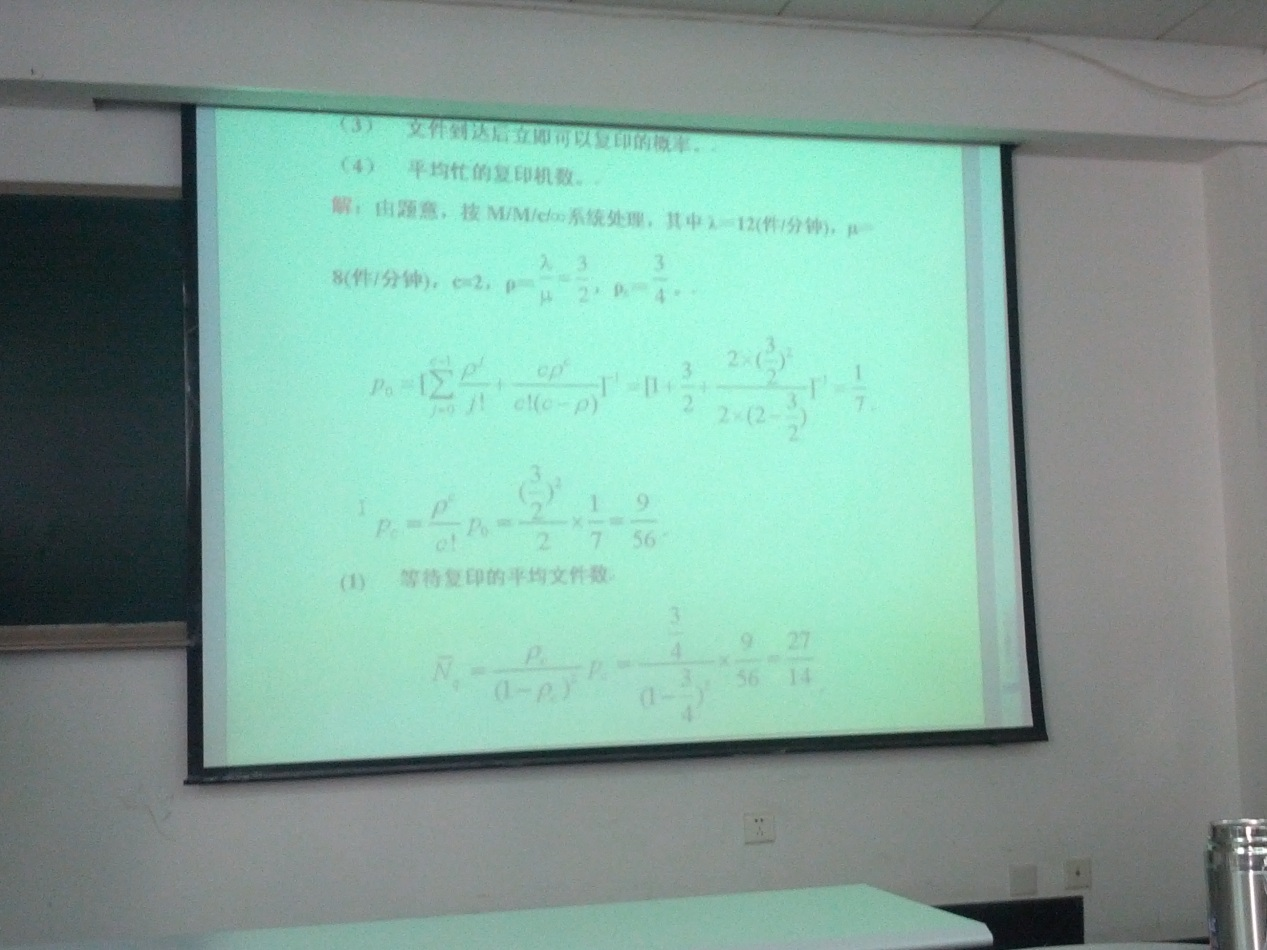 （3） 文件到达后立即可以复印的概率。
（4） 平均忙的复印机数。
解：由题意，按 M/M/c/∞系统处理，其中 λ=12(件/分钟)，μ=
8(件/分钟)，c=2，ρ=λ/μ=3/2，ρc=3/4。
p₀=[∑_{j=0}^{c-1} ρ^j/j! + cρ^c/(c!(c-ρ))]^{-1}=[1+3/2+(2×(3/2)²)/(2×(2-3/2))]^{-1}=1/7.
p_c=ρ^c/c! p₀=(3/2)²/2×1/7=9/56.
(1) 等待复印的平均文件数
N̄_q=ρ_c/(1-ρ_c)² p_c=(3/4)/(1-3/4)²×9/56=27/14